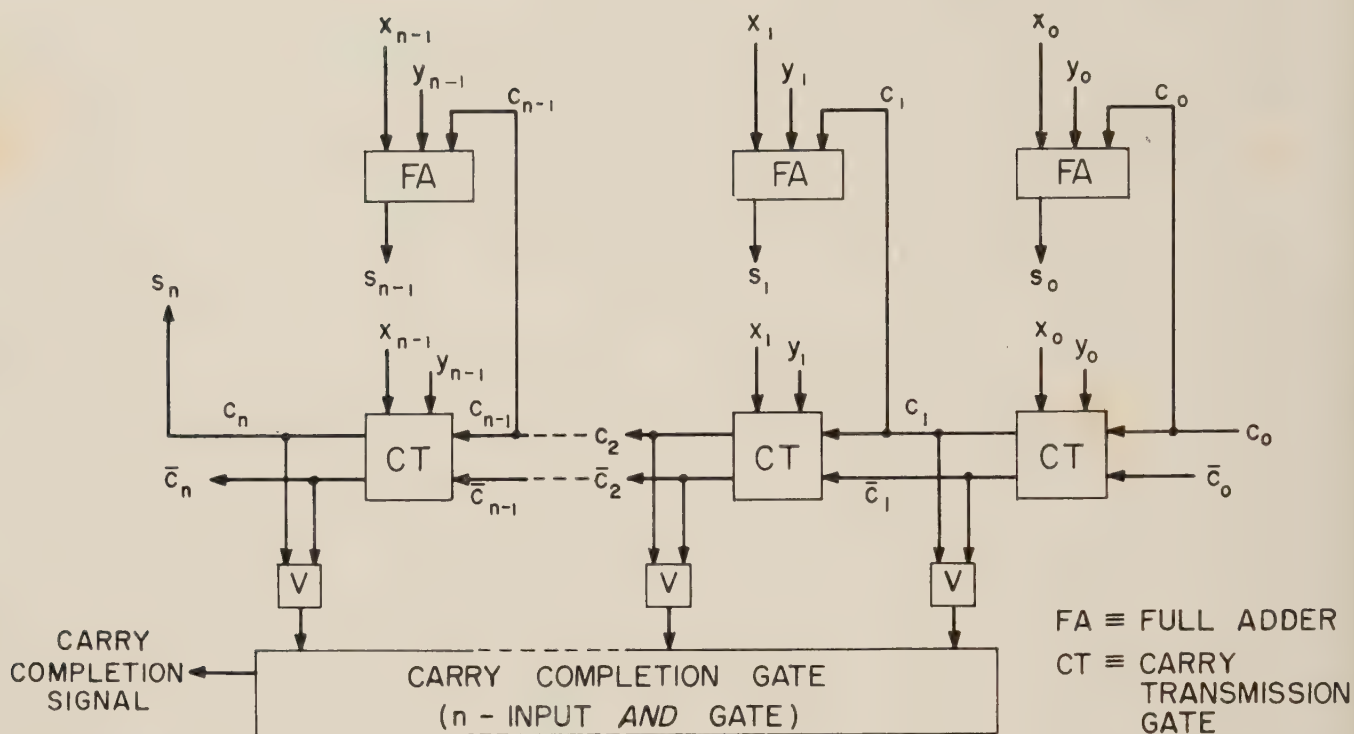 x_{n-1}
y_{n-1}
c_{n-1}
x_1
y_1
c_1
x_0
y_0
c_0
FA
FA
FA
s_{n-1}
s_1
s_0
s_n
x_{n-1}
y_{n-1}
x_1
y_1
x_0
y_0
c_n
c_{n-1}
c_2
c_1
c_0
CT
CT
CT
c̄_n
c̄_{n-1}
c̄_2
c̄_1
c̄_0
V
V
V
FA ≡ FULL ADDER
CT ≡ CARRY
TRANSMISSION
GATE
CARRY
COMPLETION
SIGNAL
CARRY COMPLETION GATE
(n - INPUT AND GATE)